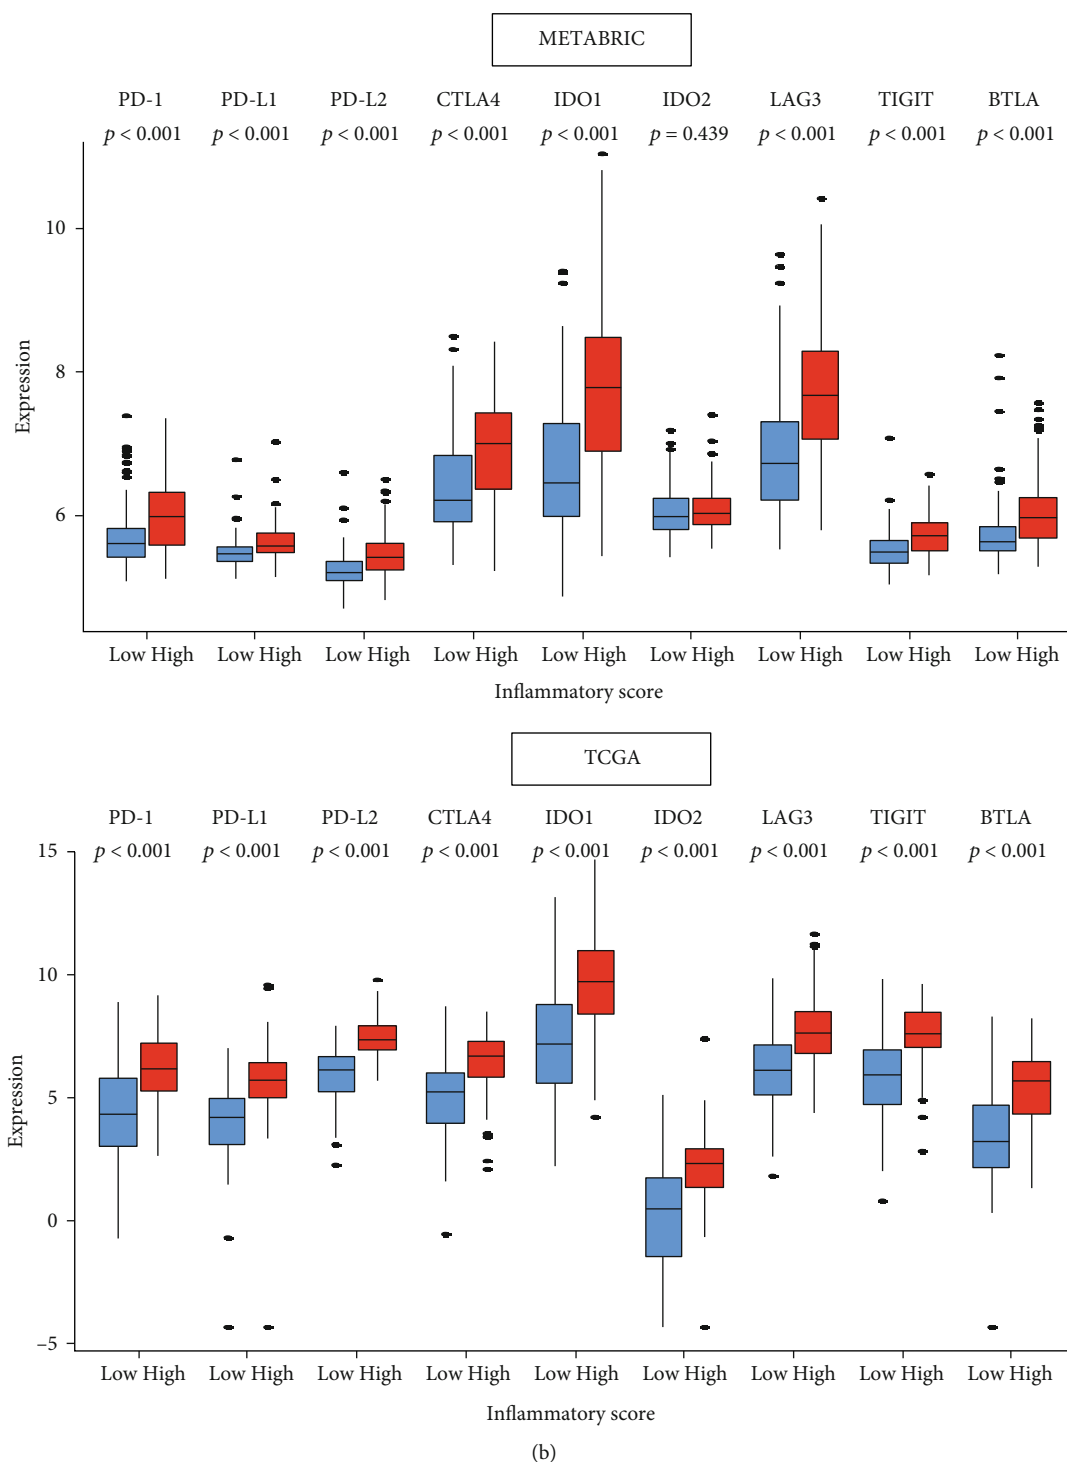 METABRIC
PD-1 PD-L1 PD-L2 CTLA4 IDO1 IDO2 LAG3 TIGIT BTLA
p < 0.001 p < 0.001 p < 0.001 p < 0.001 p < 0.001 p = 0.439 p < 0.001 p < 0.001 p < 0.001
10
8
6
Expression
Low High Low High Low High Low High Low High Low High Low High Low High Low High
Inflammatory score
TCGA
PD-1 PD-L1 PD-L2 CTLA4 IDO1 IDO2 LAG3 TIGIT BTLA
p < 0.001 p < 0.001 p < 0.001 p < 0.001 p < 0.001 p < 0.001 p < 0.001 p < 0.001 p < 0.001
15
10
5
0
–5
Expression
Low High Low High Low High Low High Low High Low High Low High Low High Low High
Inflammatory score
(b)